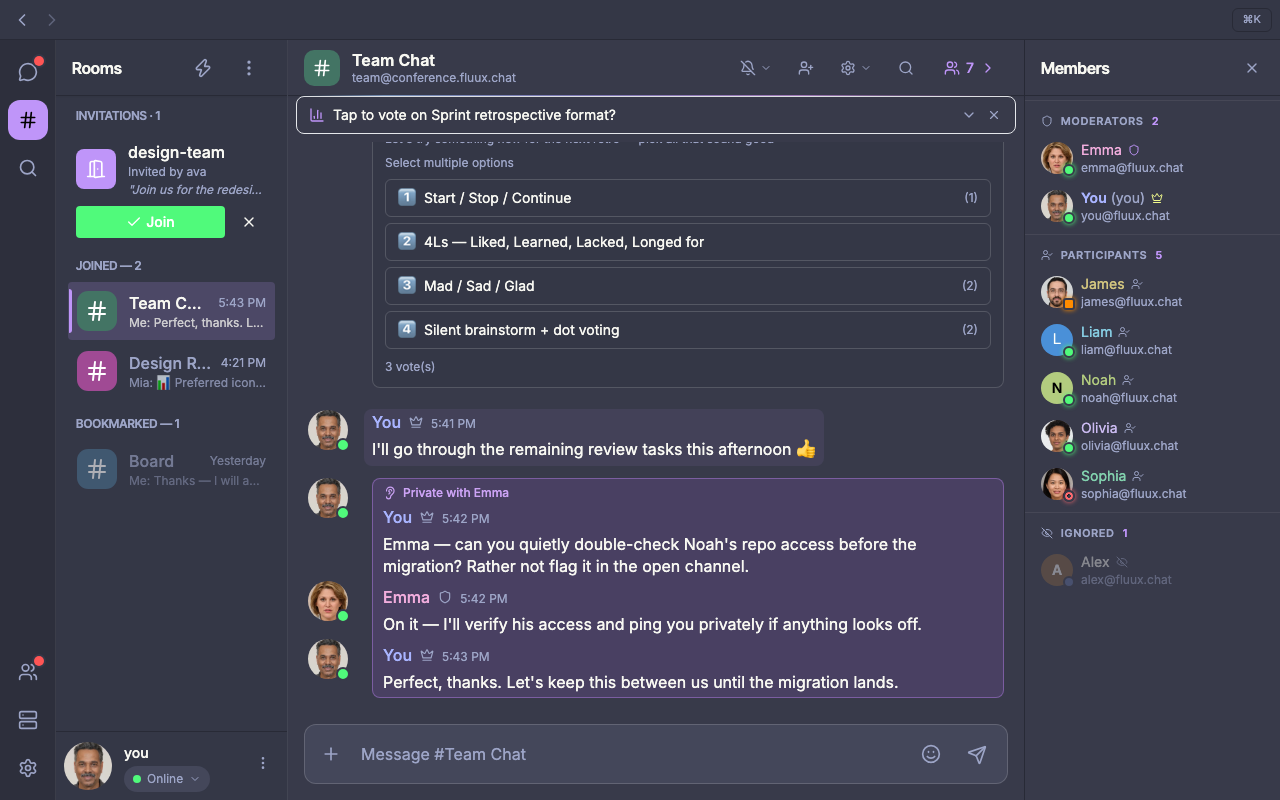 ⌘K
Rooms
INVITATIONS · 1
design-team
Invited by ava
"Join us for the redesi...
Join
JOINED — 2
Team C... 5:43 PM
Me: Perfect, thanks. L...
Design R... 4:21 PM
Mia: 📊 Preferred icon...
BOOKMARKED — 1
Board Yesterday
Me: Thanks — I will a...
you
Online
Team Chat
team@conference.fluux.chat
7
Tap to vote on Sprint retrospective format?
Select multiple options
1 Start / Stop / Continue (1)
2 4Ls — Liked, Learned, Lacked, Longed for
3 Mad / Sad / Glad (2)
4 Silent brainstorm + dot voting (2)
3 vote(s)
You 5:41 PM
I'll go through the remaining review tasks this afternoon 👍
Private with Emma
You 5:42 PM
Emma — can you quietly double-check Noah's repo access before the
migration? Rather not flag it in the open channel.
Emma 5:42 PM
On it — I'll verify his access and ping you privately if anything looks off.
You 5:43 PM
Perfect, thanks. Let's keep this between us until the migration lands.
Message #Team Chat
Members
MODERATORS 2
Emma
emma@fluux.chat
You (you)
you@fluux.chat
PARTICIPANTS 5
James
james@fluux.chat
L
Liam
liam@fluux.chat
N
Noah
noah@fluux.chat
Olivia
olivia@fluux.chat
Sophia
sophia@fluux.chat
IGNORED 1
A
Alex
alex@fluux.chat